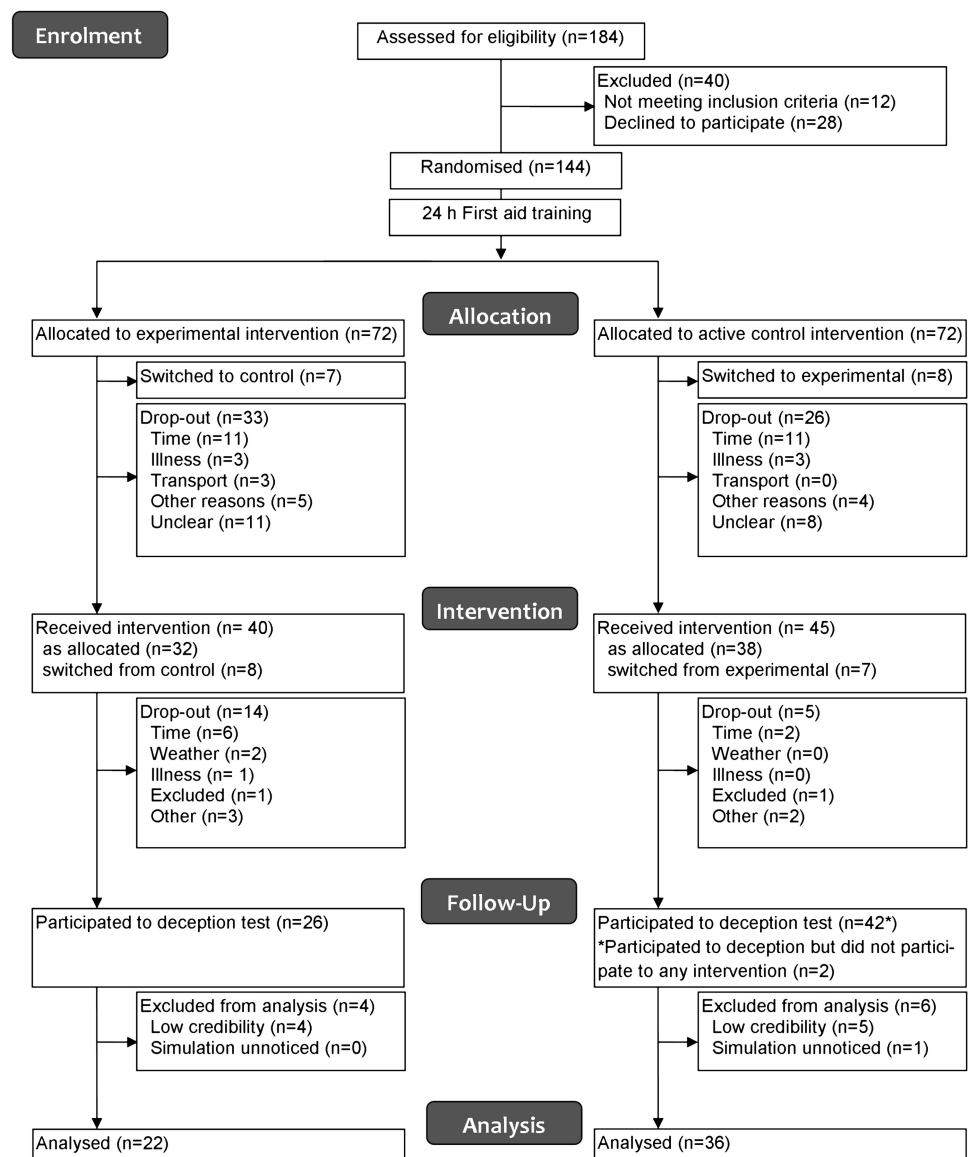 Enrolment
Assessed for eligibility (n=184)
Excluded (n=40)
Not meeting inclusion criteria (n=12)
Declined to participate (n=28)
Randomised (n=144)
24 h First aid training
Allocation
Allocated to experimental intervention (n=72)
Switched to control (n=7)
Drop-out (n=33)
Time (n=11)
Illness (n=3)
Transport (n=3)
Other reasons (n=5)
Unclear (n=11)
Allocated to active control intervention (n=72)
Switched to experimental (n=8)
Drop-out (n=26)
Time (n=11)
Illness (n=3)
Transport (n=0)
Other reasons (n=4)
Unclear (n=8)
Intervention
Received intervention (n= 40)
as allocated (n=32)
switched from control (n=8)
Drop-out (n=14)
Time (n=6)
Weather (n=2)
Illness (n= 1)
Excluded (n=1)
Other (n=3)
Received intervention (n= 45)
as allocated (n=38)
switched from experimental (n=7)
Drop-out (n=5)
Time (n=2)
Weather (n=0)
Illness (n=0)
Excluded (n=1)
Other (n=2)
Follow-Up
Participated to deception test (n=26)
Excluded from analysis (n=4)
Low credibility (n=4)
Simulation unnoticed (n=0)
Participated to deception test (n=42*)
*Participated to deception but did not partici-
pate to any intervention (n=2)
Excluded from analysis (n=6)
Low credibility (n=5)
Simulation unnoticed (n=1)
Analysis
Analysed (n=22)
Analysed (n=36)